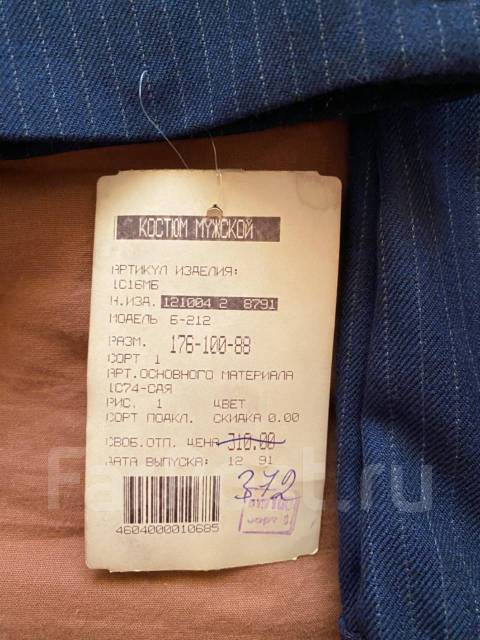 КОСТЮМ МУЖСКОЙ
АРТИКУЛ ИЗДЕЛИЯ:
1С16МБ
Н.ИЗД. 121004 2 8791
МОДЕЛЬ Б-212
РАЗМ. 176-100-88
СОРТ 1
АРТ.ОСНОВНОГО МАТЕРИАЛА
1С74-СДЯ
РИС. 1 ЦВЕТ
СОРТ ПОДКЛ. СКИДКА 0.00
СВОБ.ОТП. ЦЕНА 310.00
ДАТА ВЫПУСКА: 12 91
372
4604000010685